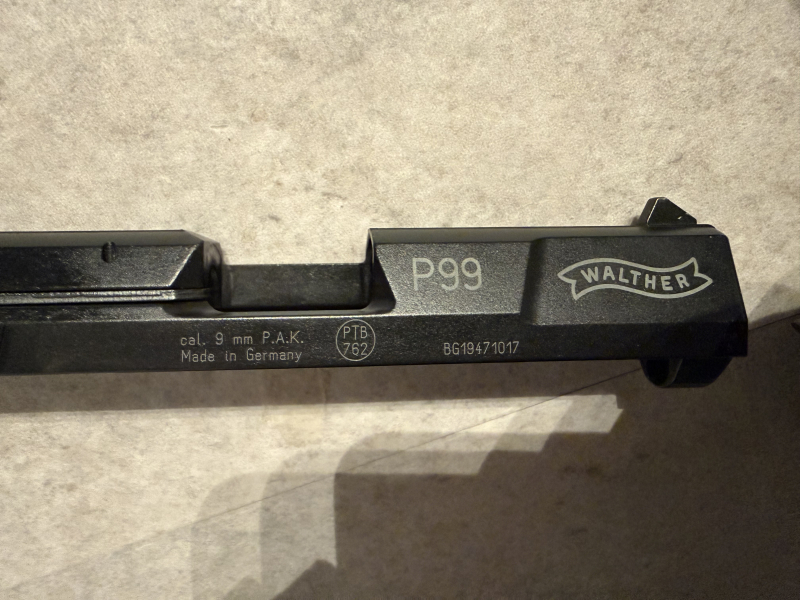 P99
WALTHER
cal. 9 mm P.A.K.
Made in Germany
PTB
762
BG19471017